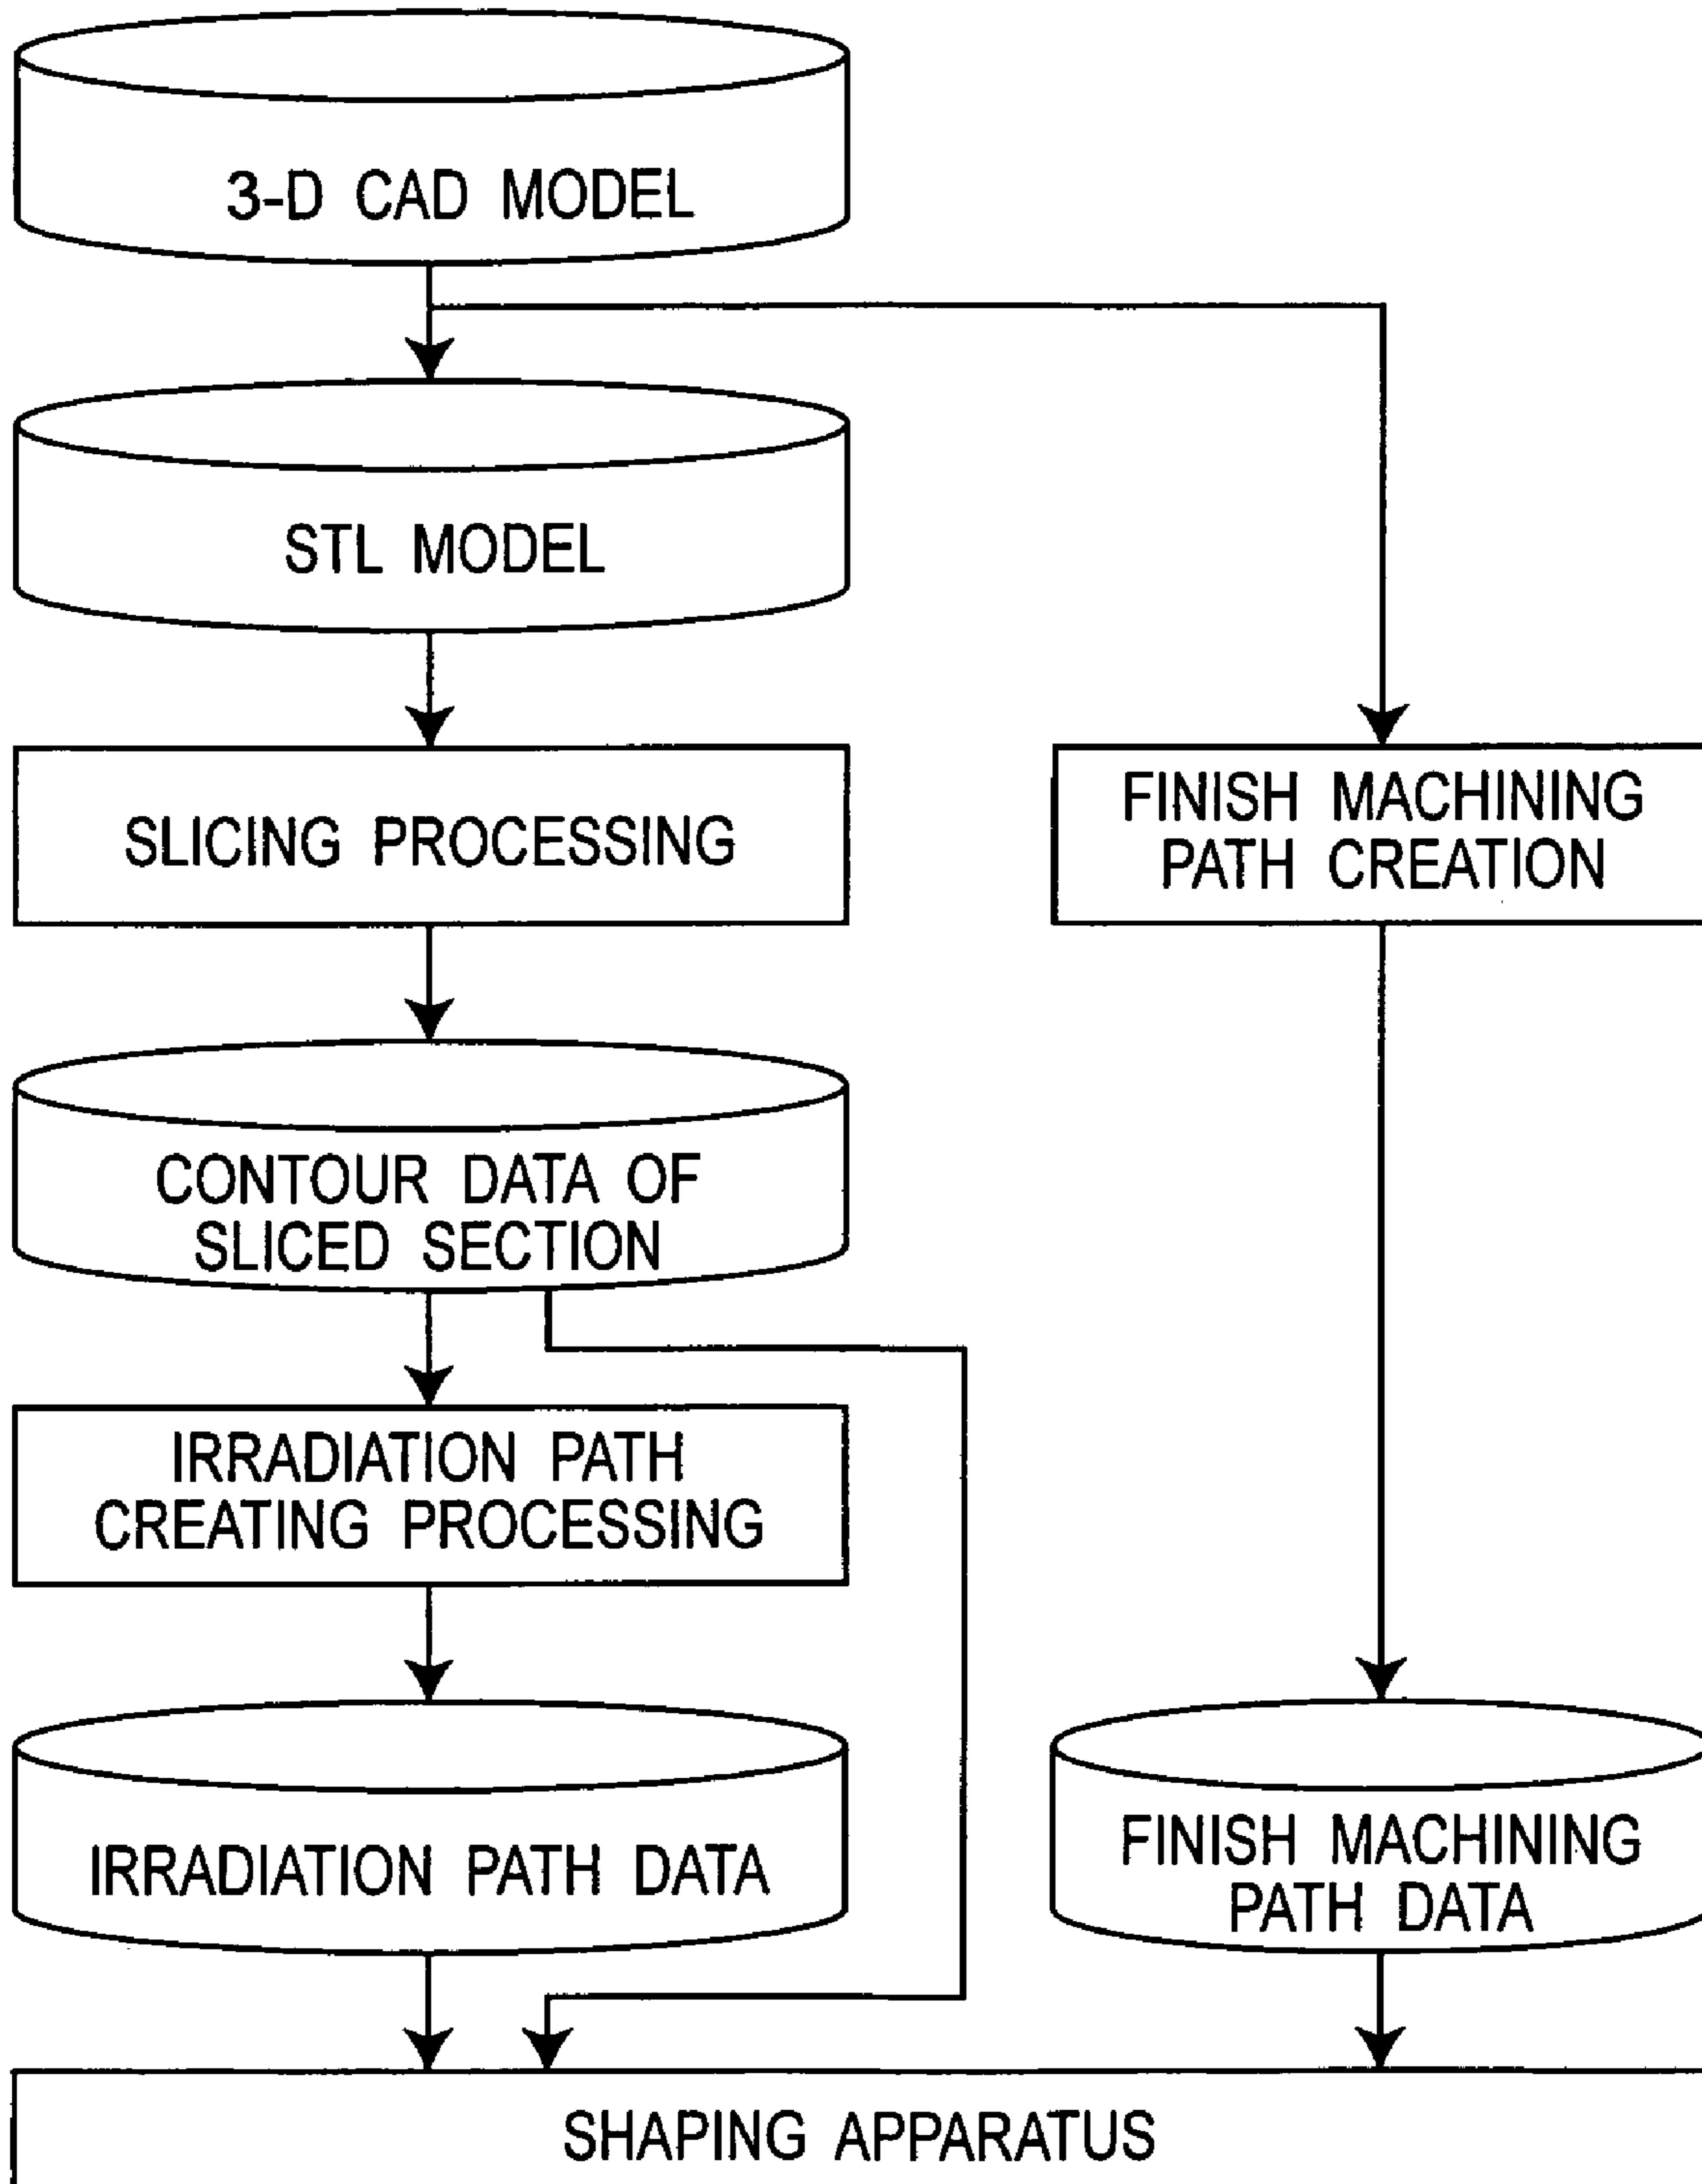 3-D CAD MODEL
STL MODEL
SLICING PROCESSING
FINISH MACHINING
PATH CREATION
CONTOUR DATA OF
SLICED SECTION
IRRADIATION PATH
CREATING PROCESSING
IRRADIATION PATH DATA
FINISH MACHINING
PATH DATA
SHAPING APPARATUS